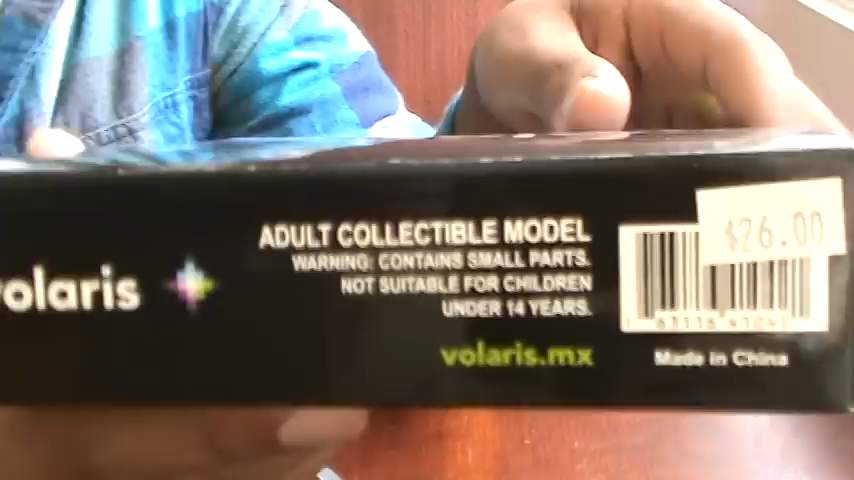 volaris
ADULT COLLECTIBLE MODEL
WARNING: CONTAINS SMALL PARTS.
NOT SUITABLE FOR CHILDREN
UNDER 14 YEARS.
volaris.mx
$26.00
Made in China